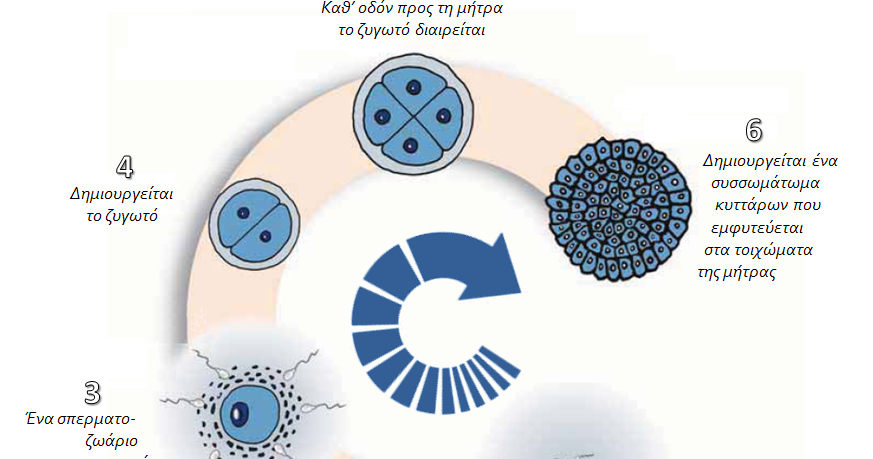 Καθ’ οδόν προς τη μήτρα
το ζυγωτό διαιρείται
6
Δημιουργείται ένα
συσσωμάτωμα
κυττάρων που
εμφυτεύεται
στα τοιχώματα
της μήτρας
4
Δημιουργείται
το ζυγωτό
3
Ένα σπερματο-
ζωάριο